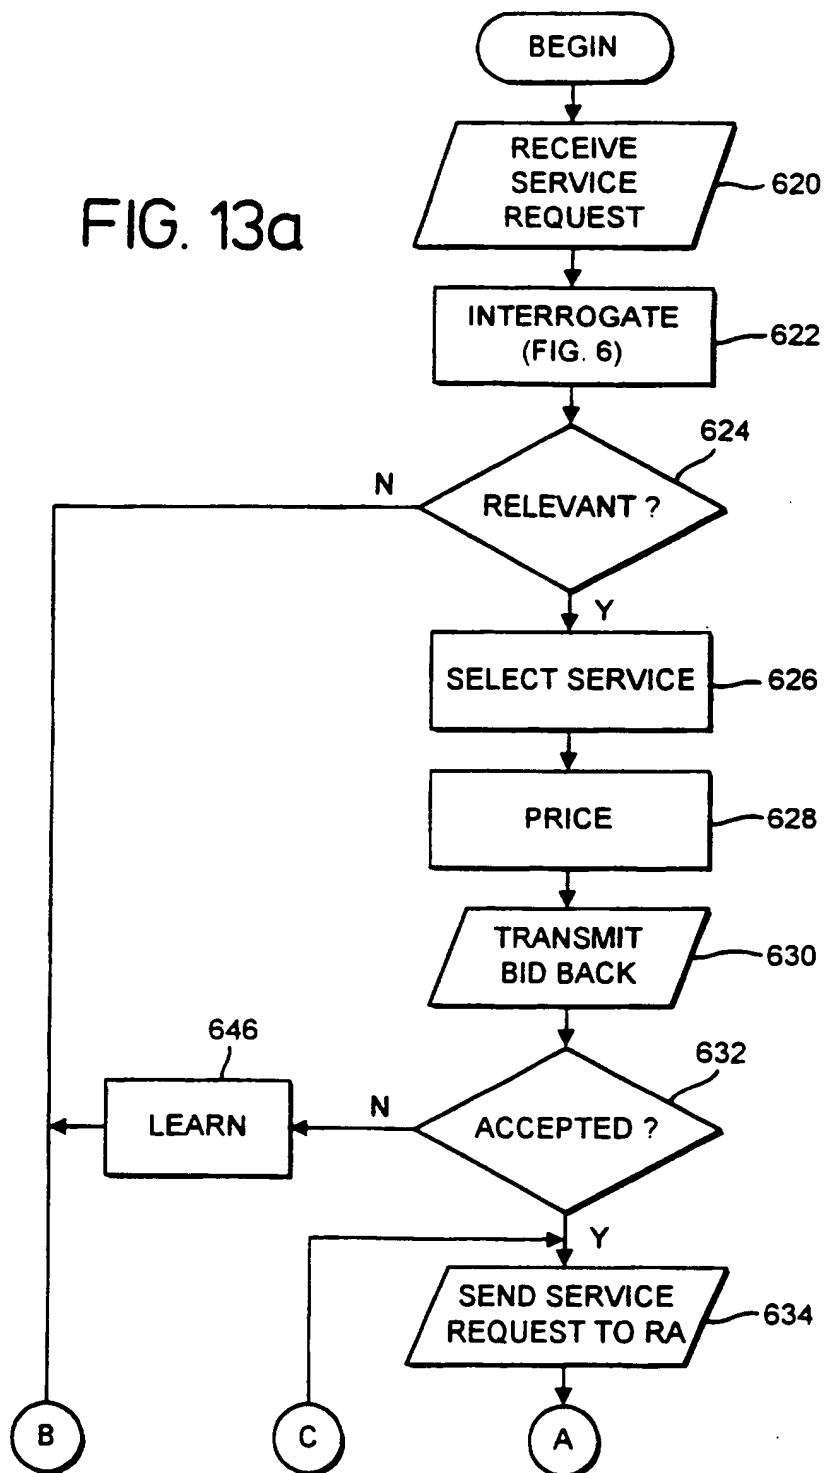 BEGIN
RECEIVE
SERVICE
REQUEST
620
FIG. 13a
INTERROGATE
(FIG. 6)
622
624
N
RELEVANT ?
Y
SELECT SERVICE
626
PRICE
628
TRANSMIT
BID BACK
630
646
632
LEARN
N
ACCEPTED ?
Y
SEND SERVICE
REQUEST TO RA
634
B
C
A